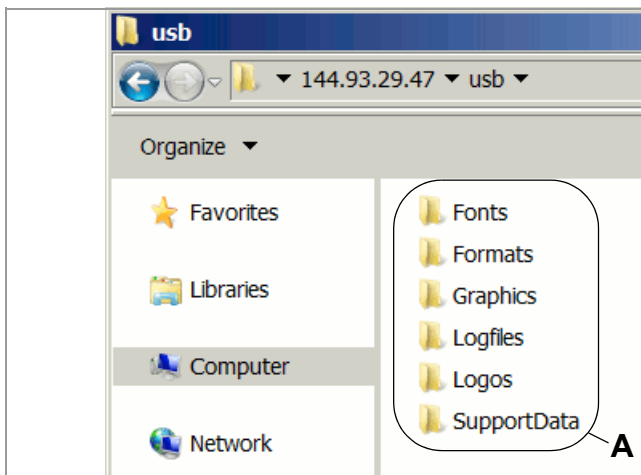 usb
144.93.29.47 usb
Organize
Favorites
Libraries
Computer
Network
Fonts
Formats
Graphics
Logfiles
Logos
SupportData
A